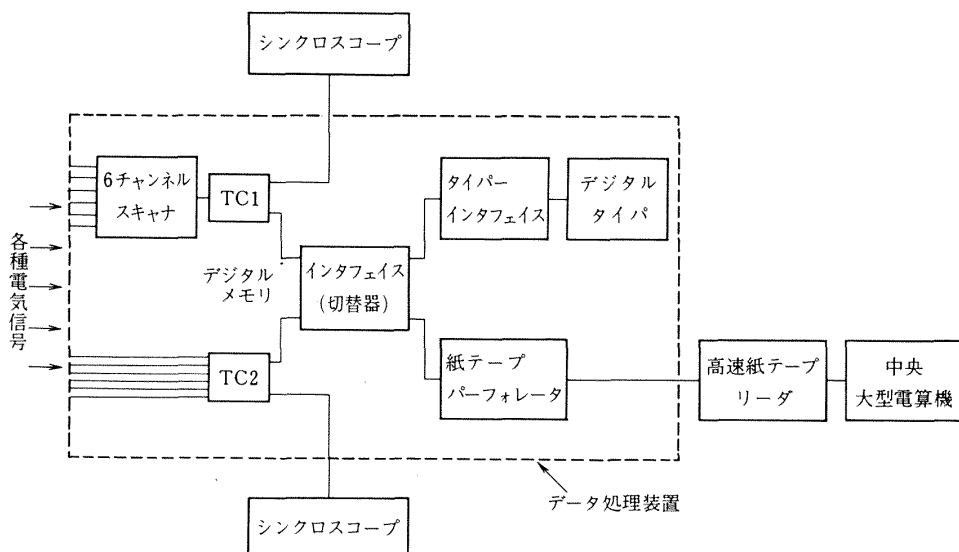 シンクロスコープ
6チャンネル
スキャナ
TC1
タイパー
インタフェイス
デジタル
タイパ
各種電気信号
デジタル
メモリ
インタフェイス
(切替器)
TC2
紙テープ
パーフォレータ
高速紙テープ
リーダ
中央
大型電算機
データ処理装置
シンクロスコープ